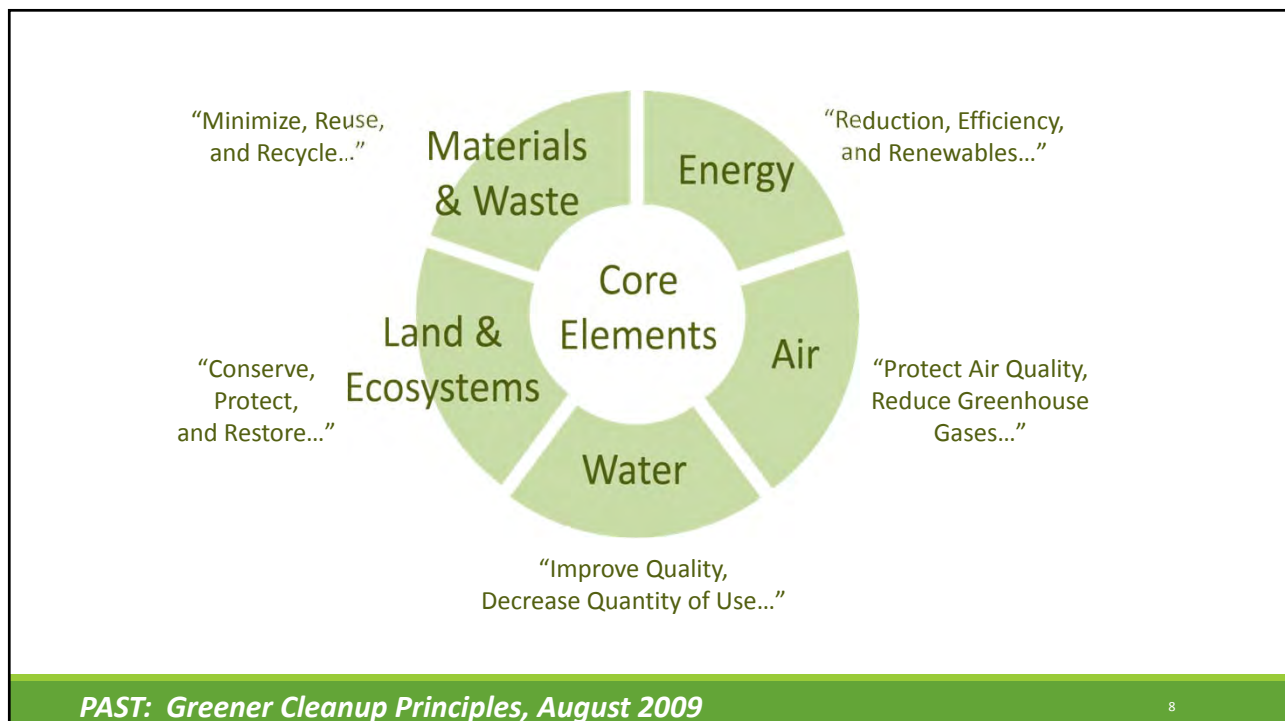 “Minimize, Reuse,
and Recycle…”
Materials
& Waste
Energy
“Reduction, Efficiency,
and Renewables…”
Core
Elements
Land &
Ecosystems
“Conserve,
Protect,
and Restore…”
Air
“Protect Air Quality,
Reduce Greenhouse
Gases…”
Water
“Improve Quality,
Decrease Quantity of Use…”
PAST:  Greener Cleanup Principles, August 2009
8